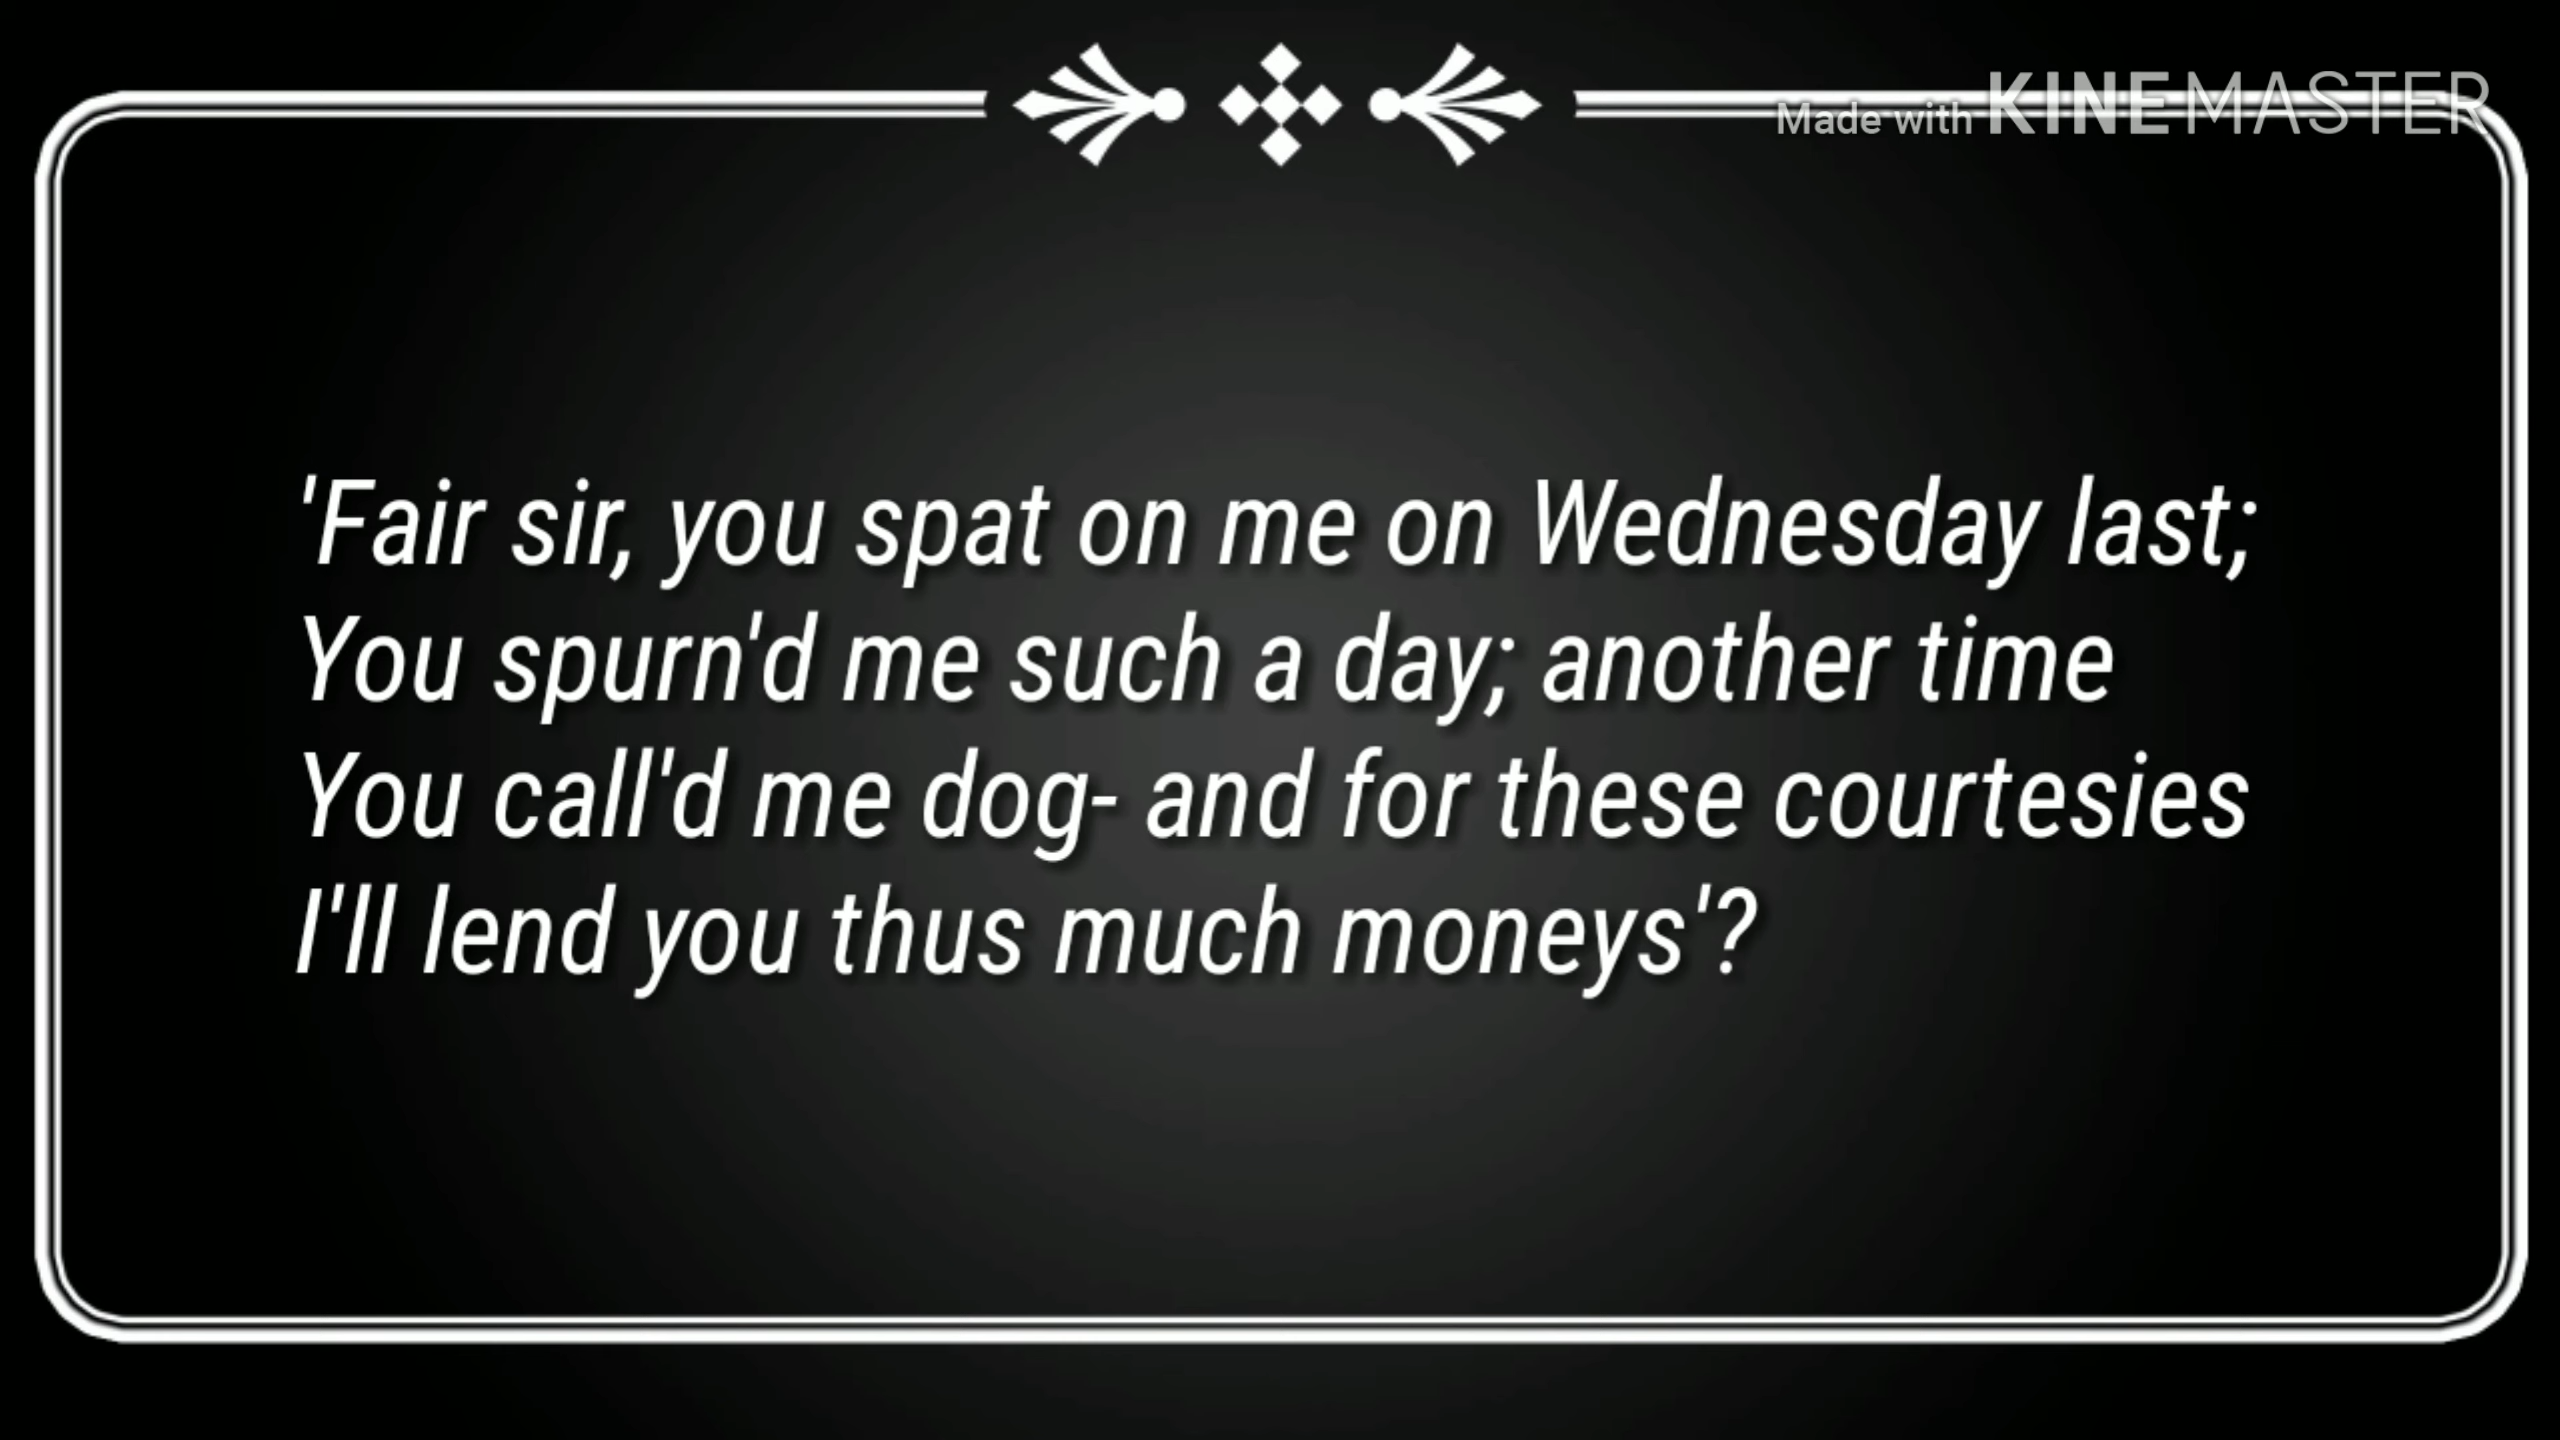 Made with KINEMASTER
'Fair sir, you spat on me on Wednesday last;
You spurn'd me such a day; another time
You call'd me dog- and for these courtesies
I'll lend you thus much moneys'?